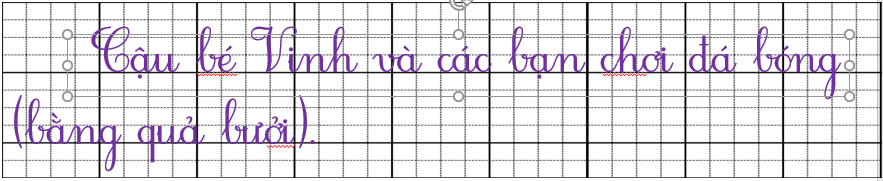 Cậu bé Vinh và các bạn chơi đá bóng
(bằng quả bưởi).